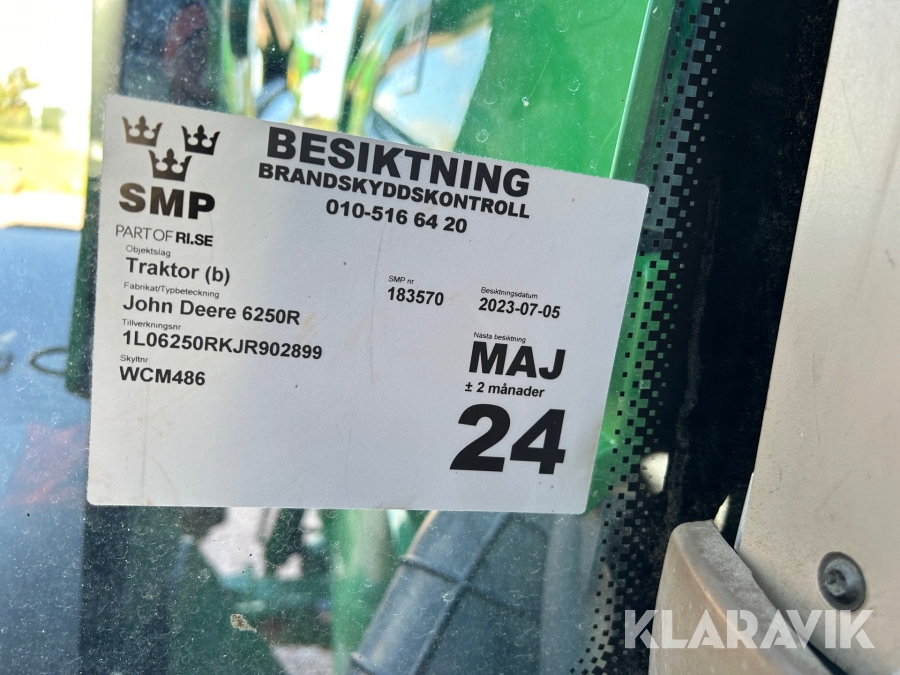 BESIKTNING
BRANDSKYDDSKONTROLL
010-516 64 20
SMP
PART OF RI.SE
Objektslag
Traktor (b)
Fabrikat/Typbeteckning
John Deere 6250R
Tillverkningsnr
1L06250RKJR902899
Skyltnr
WCM486
SMP nr
183570
Besiktningsdatum
2023-07-05
Nästa besiktning
MAJ
± 2 månader
24
KLARAVIK